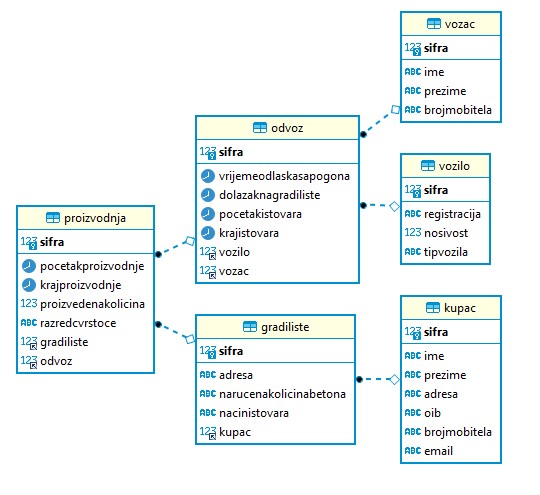 vozac
123 sifra
ABC ime
ABC prezime
ABC brojmobitela
odvoz
123 sifra
vrijemeodlaskasapogona
dolazaknagradiliste
pocetakistovara
krajistovara
123 vozilo
123 vozac
vozilo
123 sifra
ABC registracija
123 nosivost
ABC tipvozila
proizvodnja
123 sifra
pocetakproizvodnje
krajproizvodnje
123 proizvedenakolicina
ABC razredcvrstoce
123 gradiliste
123 odvoz
gradiliste
123 sifra
ABC adresa
ABC narucenakolicinabetona
ABC nacinistovara
123 kupac
kupac
123 sifra
ABC ime
ABC prezime
ABC adresa
ABC oib
ABC brojmobitela
ABC email